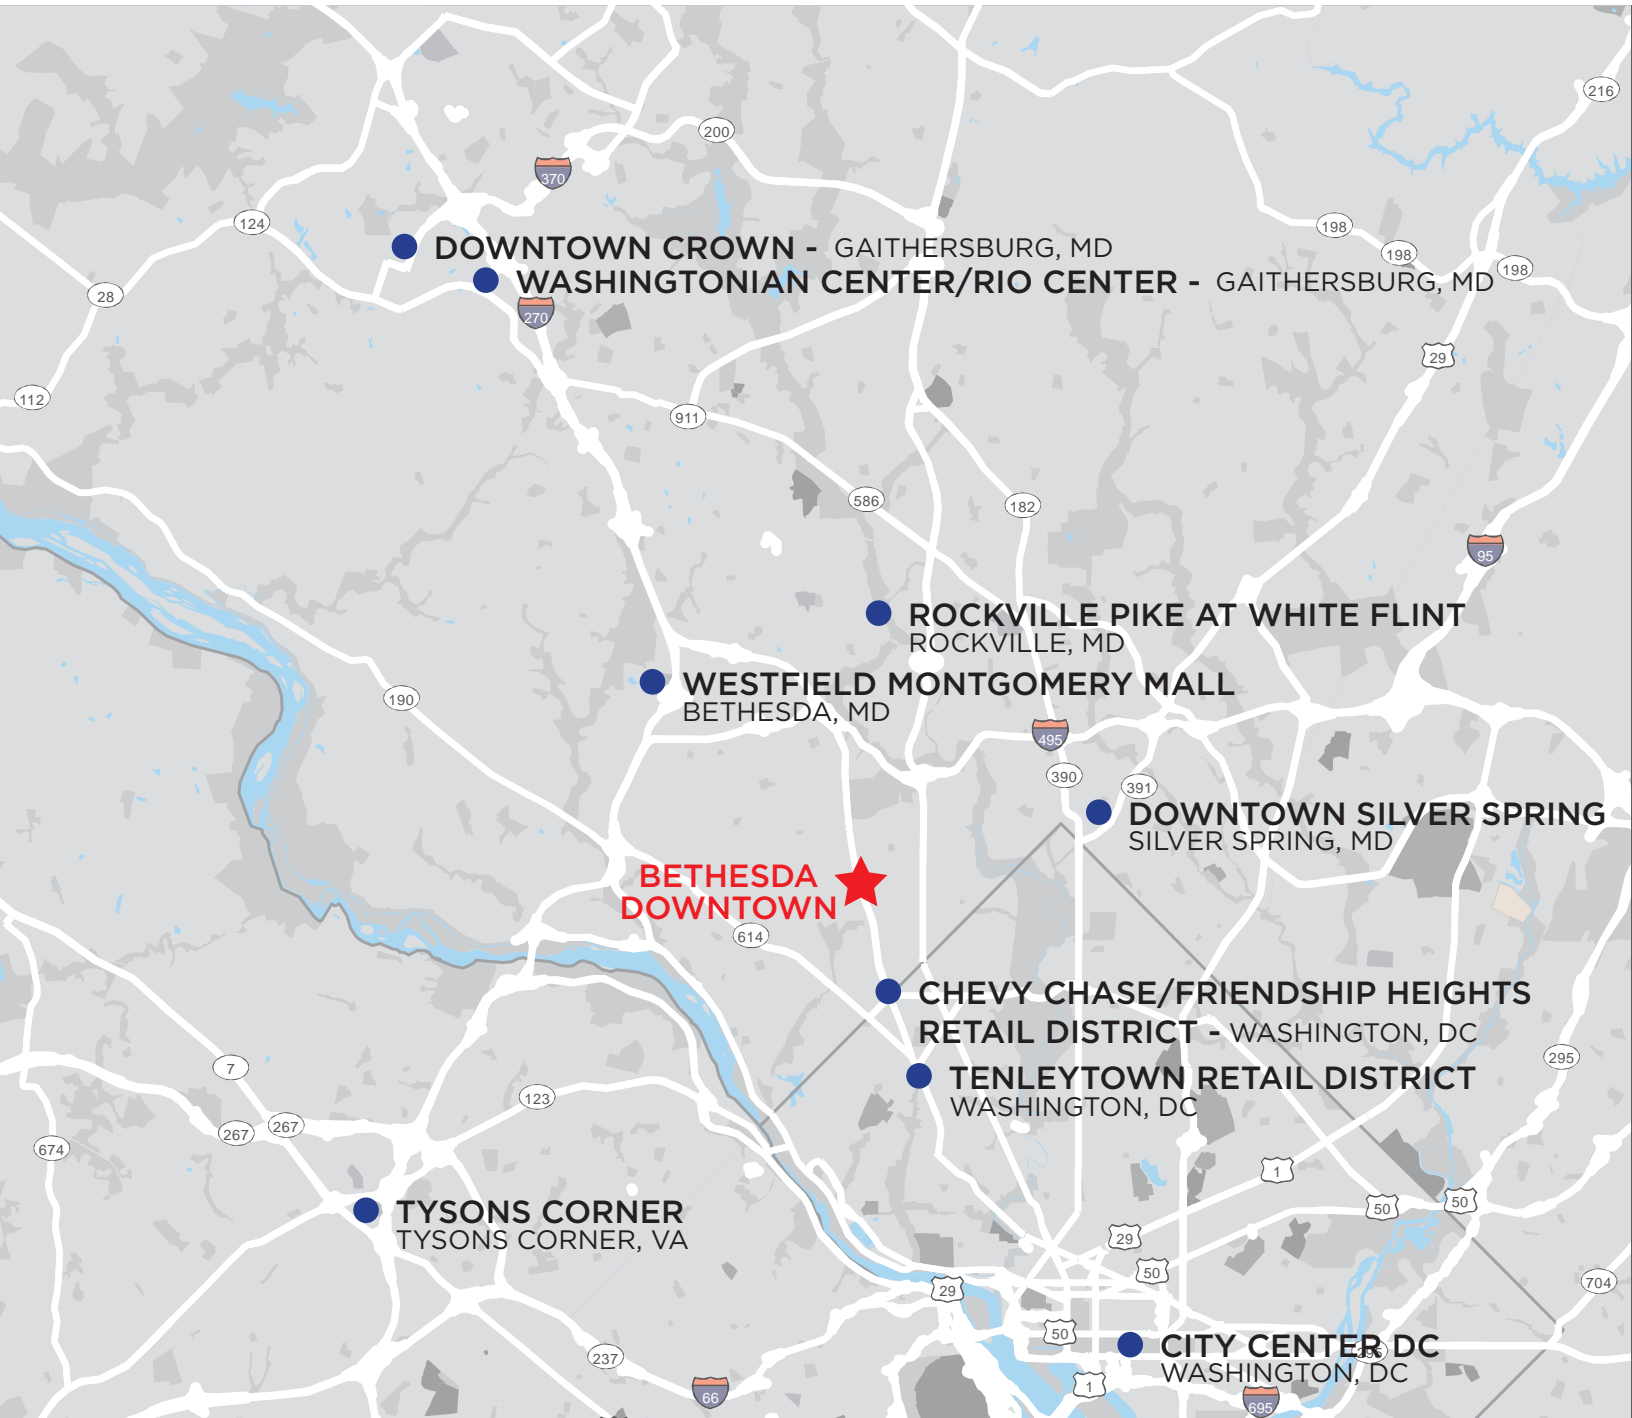 216
200
370
124
198
198
198
DOWNTOWN CROWN - GAITHERSBURG, MD
WASHINGTONIAN CENTER/RIO CENTER - GAITHERSBURG, MD
28
270
29
112
911
586
182
95
ROCKVILLE PIKE AT WHITE FLINT
ROCKVILLE, MD
WESTFIELD MONTGOMERY MALL
BETHESDA, MD
190
495
390
391
DOWNTOWN SILVER SPRING
SILVER SPRING, MD
BETHESDA
DOWNTOWN
614
CHEVY CHASE/FRIENDSHIP HEIGHTS
RETAIL DISTRICT - WASHINGTON, DC
295
7
TENLEYTOWN RETAIL DISTRICT
WASHINGTON, DC
123
267
267
674
1
50
50
TYSONS CORNER
TYSONS CORNER, VA
29
50
704
29
50
CITY CENTER DC
295
WASHINGTON, DC
237
1
66
695